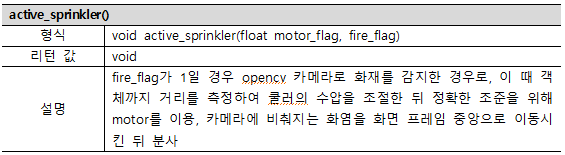 active_sprinkler()
형식 void active_sprinkler(float motor_flag, fire_flag)
리턴 값 void
설명 fire_flag가 1일 경우 opencv 카메라로 화재를 감지한 경우로, 이 때 객
체까지 거리를 측정하여 쿨러의 수압을 조절한 뒤 정확한 조준을 위해
motor를 이용, 카메라에 비춰지는 화염을 화면 프레임 중앙으로 이동시
킨 뒤 분사